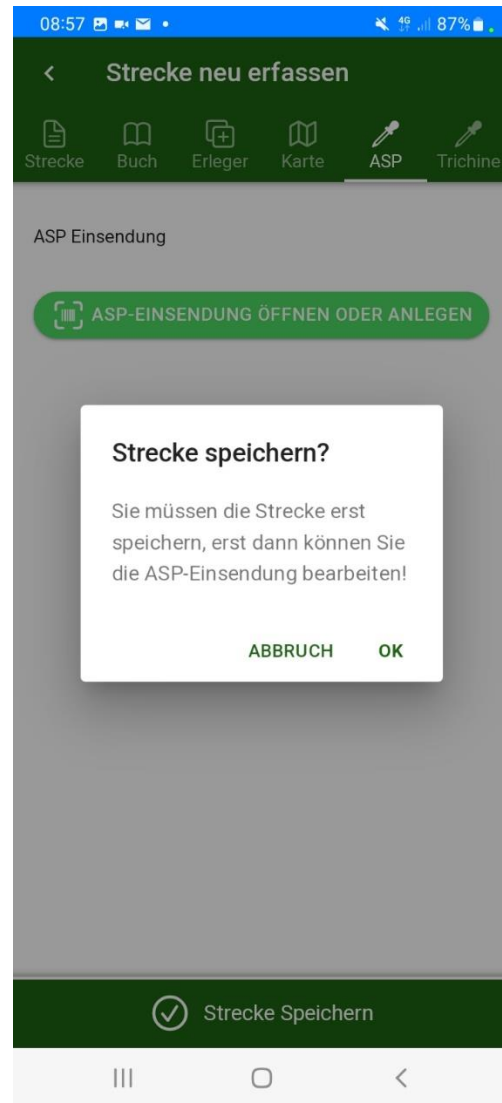 08:57 4G 87%
Strecke neu erfassen
Strecke Buch Erleger Karte ASP Trichine
ASP Einsendung
ASP-EINSENDUNG ÖFFNEN ODER ANLEGEN
Strecke speichern?
Sie müssen die Strecke erst
speichern, erst dann können Sie
die ASP-Einsendung bearbeiten!
ABBRUCH OK
Strecke Speichern